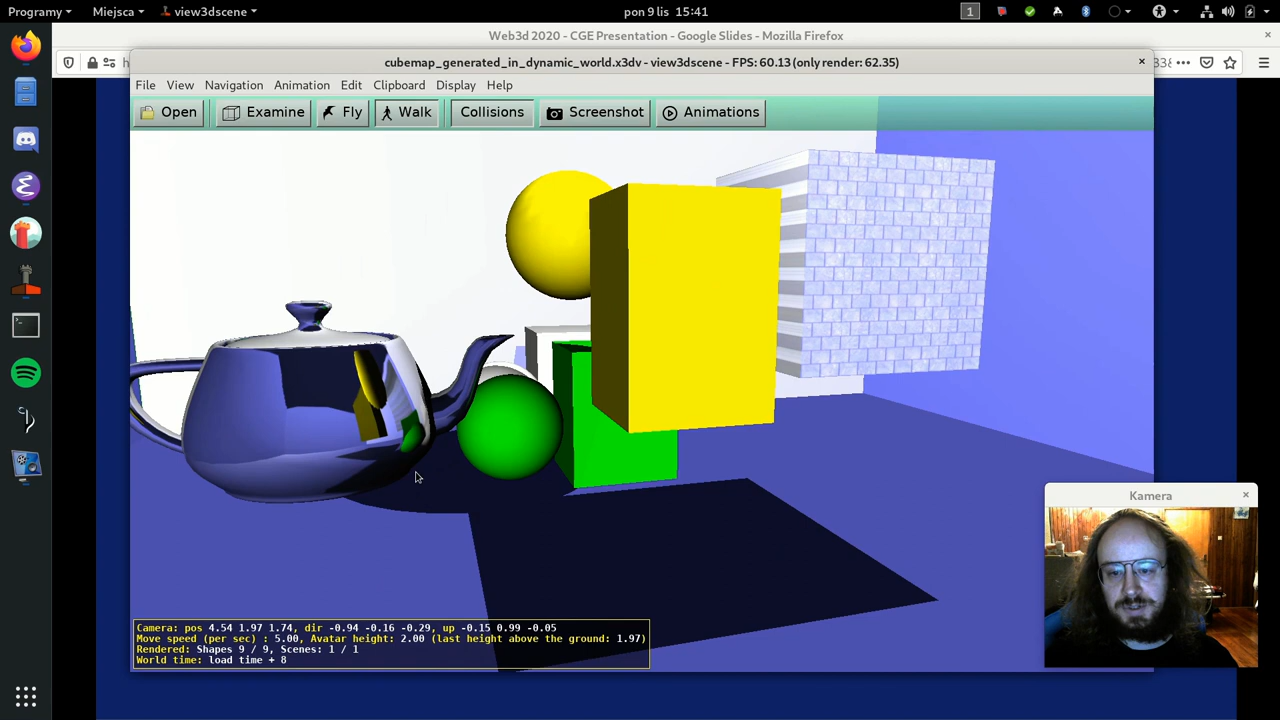 Programy Miejsca view3dscene pon 9 lis 15:41 1
Web3d 2020 - CGE Presentation - Google Slides - Mozilla Firefox ×
cubemap_generated_in_dynamic_world.x3dv - view3dscene - FPS: 60.13 (only render: 62.35) ×
File View Navigation Animation Edit Clipboard Display Help
Open Examine Fly Walk Collisions Screenshot Animations
Kamera ×
Camera: pos 4.54 1.97 1.74, dir -0.94 -0.16 -0.29, up -0.15 0.99 -0.05
Move speed (per sec) : 5.00, Avatar height: 2.00 (last height above the ground: 1.97)
Rendered: Shapes 9 / 9, Scenes: 1 / 1
World time: load time + 8